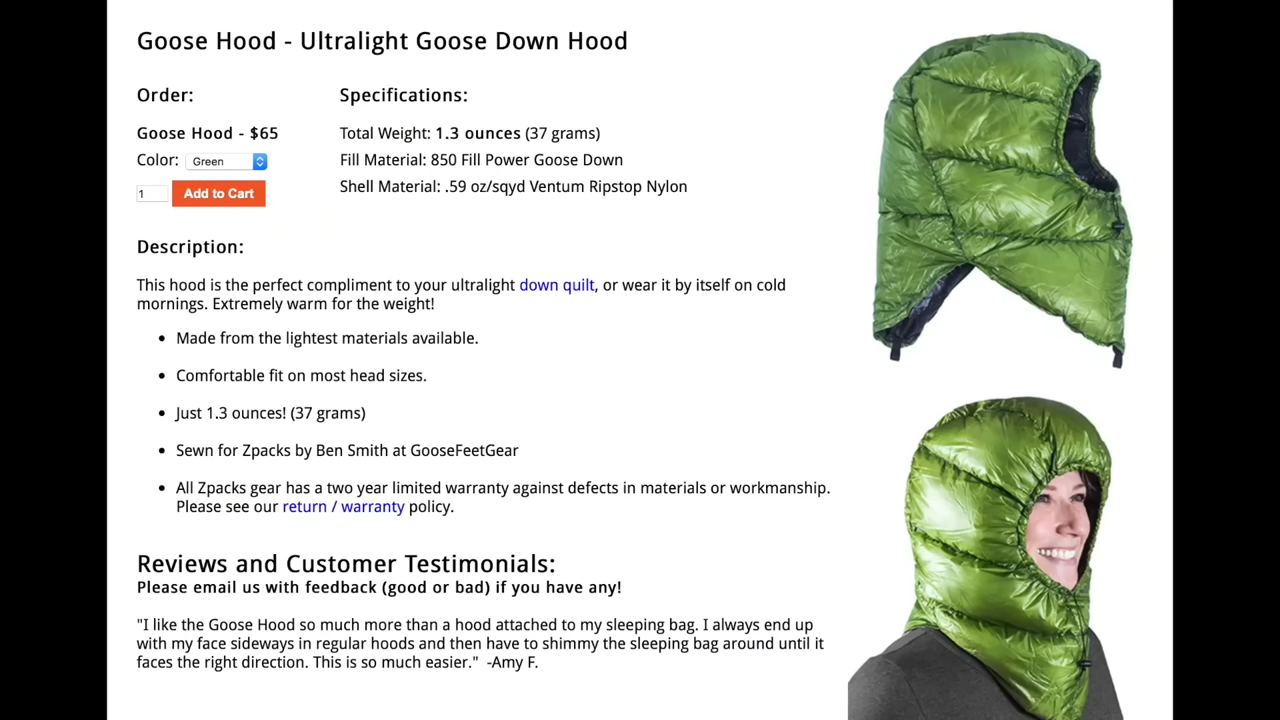 Goose Hood - Ultralight Goose Down Hood
Order:
Goose Hood - $65
Color: Green
1 Add to Cart
Specifications:
Total Weight: 1.3 ounces (37 grams)
Fill Material: 850 Fill Power Goose Down
Shell Material: .59 oz/sqyd Ventum Ripstop Nylon
Description:
This hood is the perfect compliment to your ultralight down quilt, or wear it by itself on cold
mornings. Extremely warm for the weight!
• Made from the lightest materials available.
• Comfortable fit on most head sizes.
• Just 1.3 ounces! (37 grams)
• Sewn for Zpacks by Ben Smith at GooseFeetGear
• All Zpacks gear has a two year limited warranty against defects in materials or workmanship.
Please see our return / warranty policy.
Reviews and Customer Testimonials:
Please email us with feedback (good or bad) if you have any!
"I like the Goose Hood so much more than a hood attached to my sleeping bag. I always end up
with my face sideways in regular hoods and then have to shimmy the sleeping bag around until it
faces the right direction. This is so much easier." -Amy F.